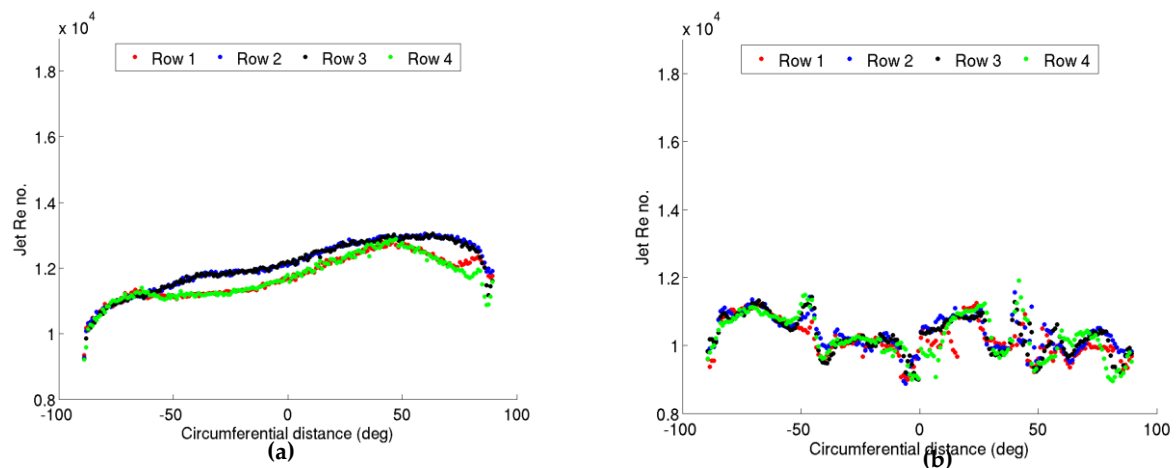 x 10^4
Row 1 Row 2 Row 3 Row 4
1.8
1.6
1.4
1.2
1
0.8
Jet Re no.
-100 -50 0 50 100
Circumferential distance (deg)
(a)
x 10^4
Row 1 Row 2 Row 3 Row 4
1.8
1.6
1.4
1.2
1
0.8
Jet Re no.
-100 -50 0 50 100
Circumferential distance (deg)
(b)